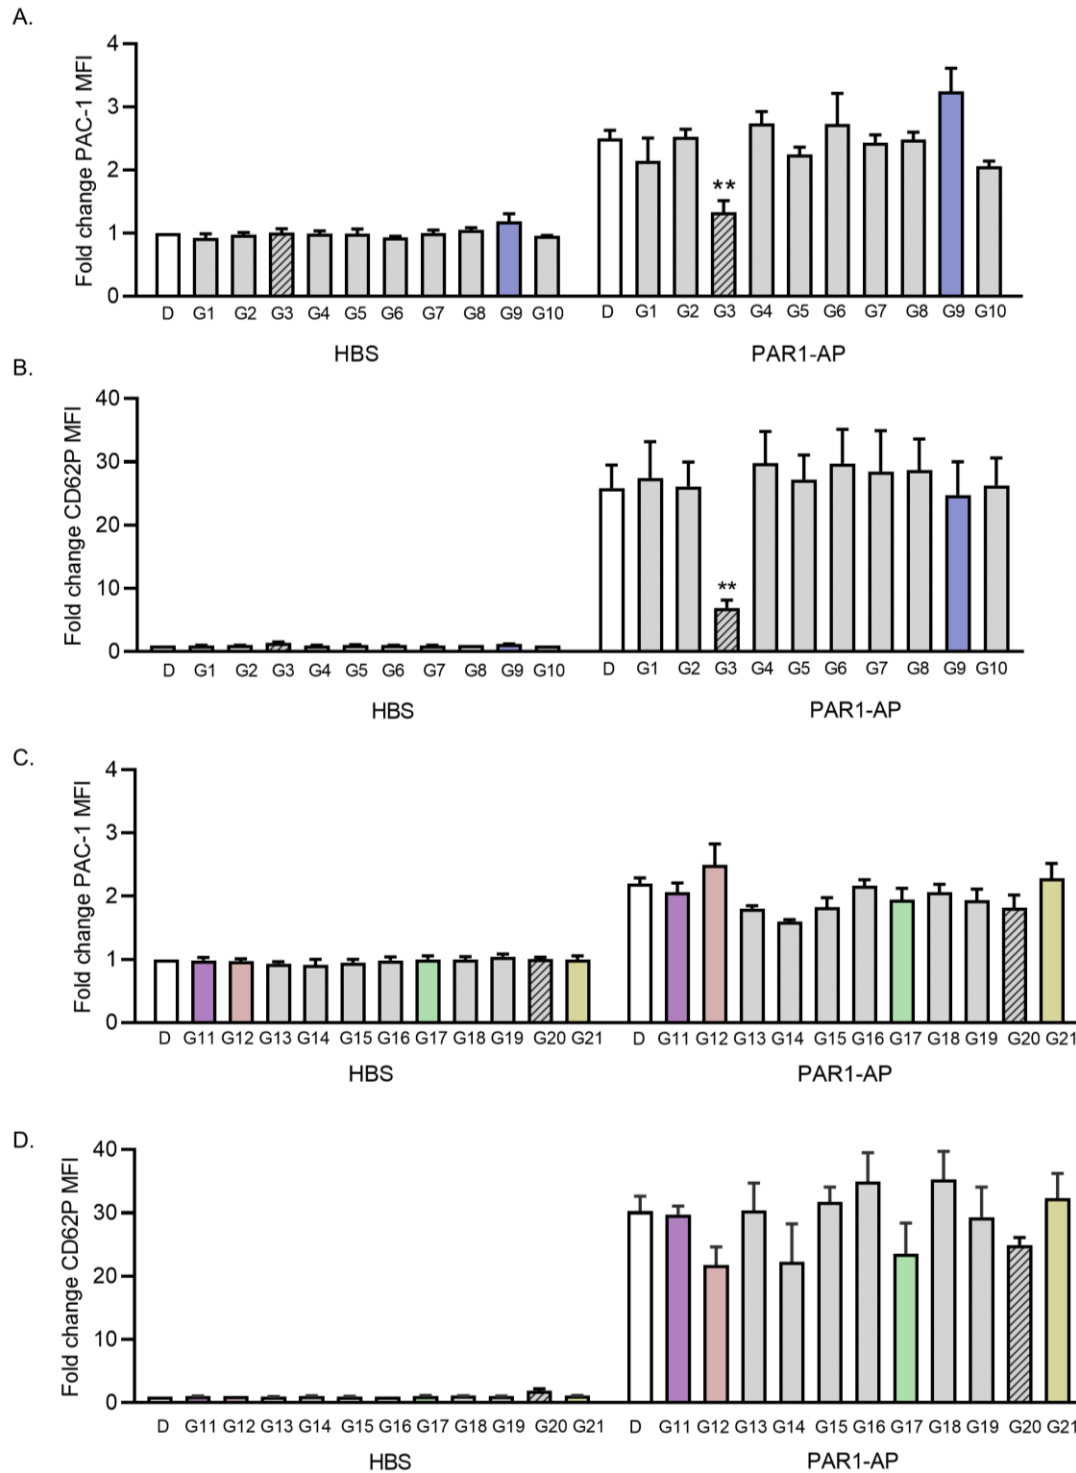 A.
Fold change PAC-1 MFI
4
3
2
1
0
**
D G1 G2 G3 G4 G5 G6 G7 G8 G9 G10 D G1 G2 G3 G4 G5 G6 G7 G8 G9 G10
HBS PAR1-AP
B.
Fold change CD62P MFI
40
30
20
10
0
**
D G1 G2 G3 G4 G5 G6 G7 G8 G9 G10 D G1 G2 G3 G4 G5 G6 G7 G8 G9 G10
HBS PAR1-AP
C.
Fold change PAC-1 MFI
4
3
2
1
0
D G11 G12 G13 G14 G15 G16 G17 G18 G19 G20 G21 D G11 G12 G13 G14 G15 G16 G17 G18 G19 G20 G21
HBS PAR1-AP
D.
Fold change CD62P MFI
40
30
20
10
0
D G11 G12 G13 G14 G15 G16 G17 G18 G19 G20 G21 D G11 G12 G13 G14 G15 G16 G17 G18 G19 G20 G21
HBS PAR1-AP